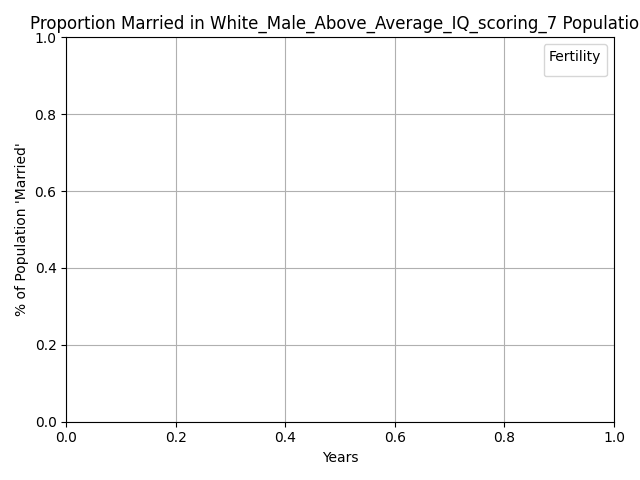 Proportion Married in White_Male_Above_Average_IQ_scoring_7 Populatio
Fertility
% of Population 'Married'
1.0
0.8
0.6
0.4
0.2
0.0
0.0 0.2 0.4 0.6 0.8 1.0
Years